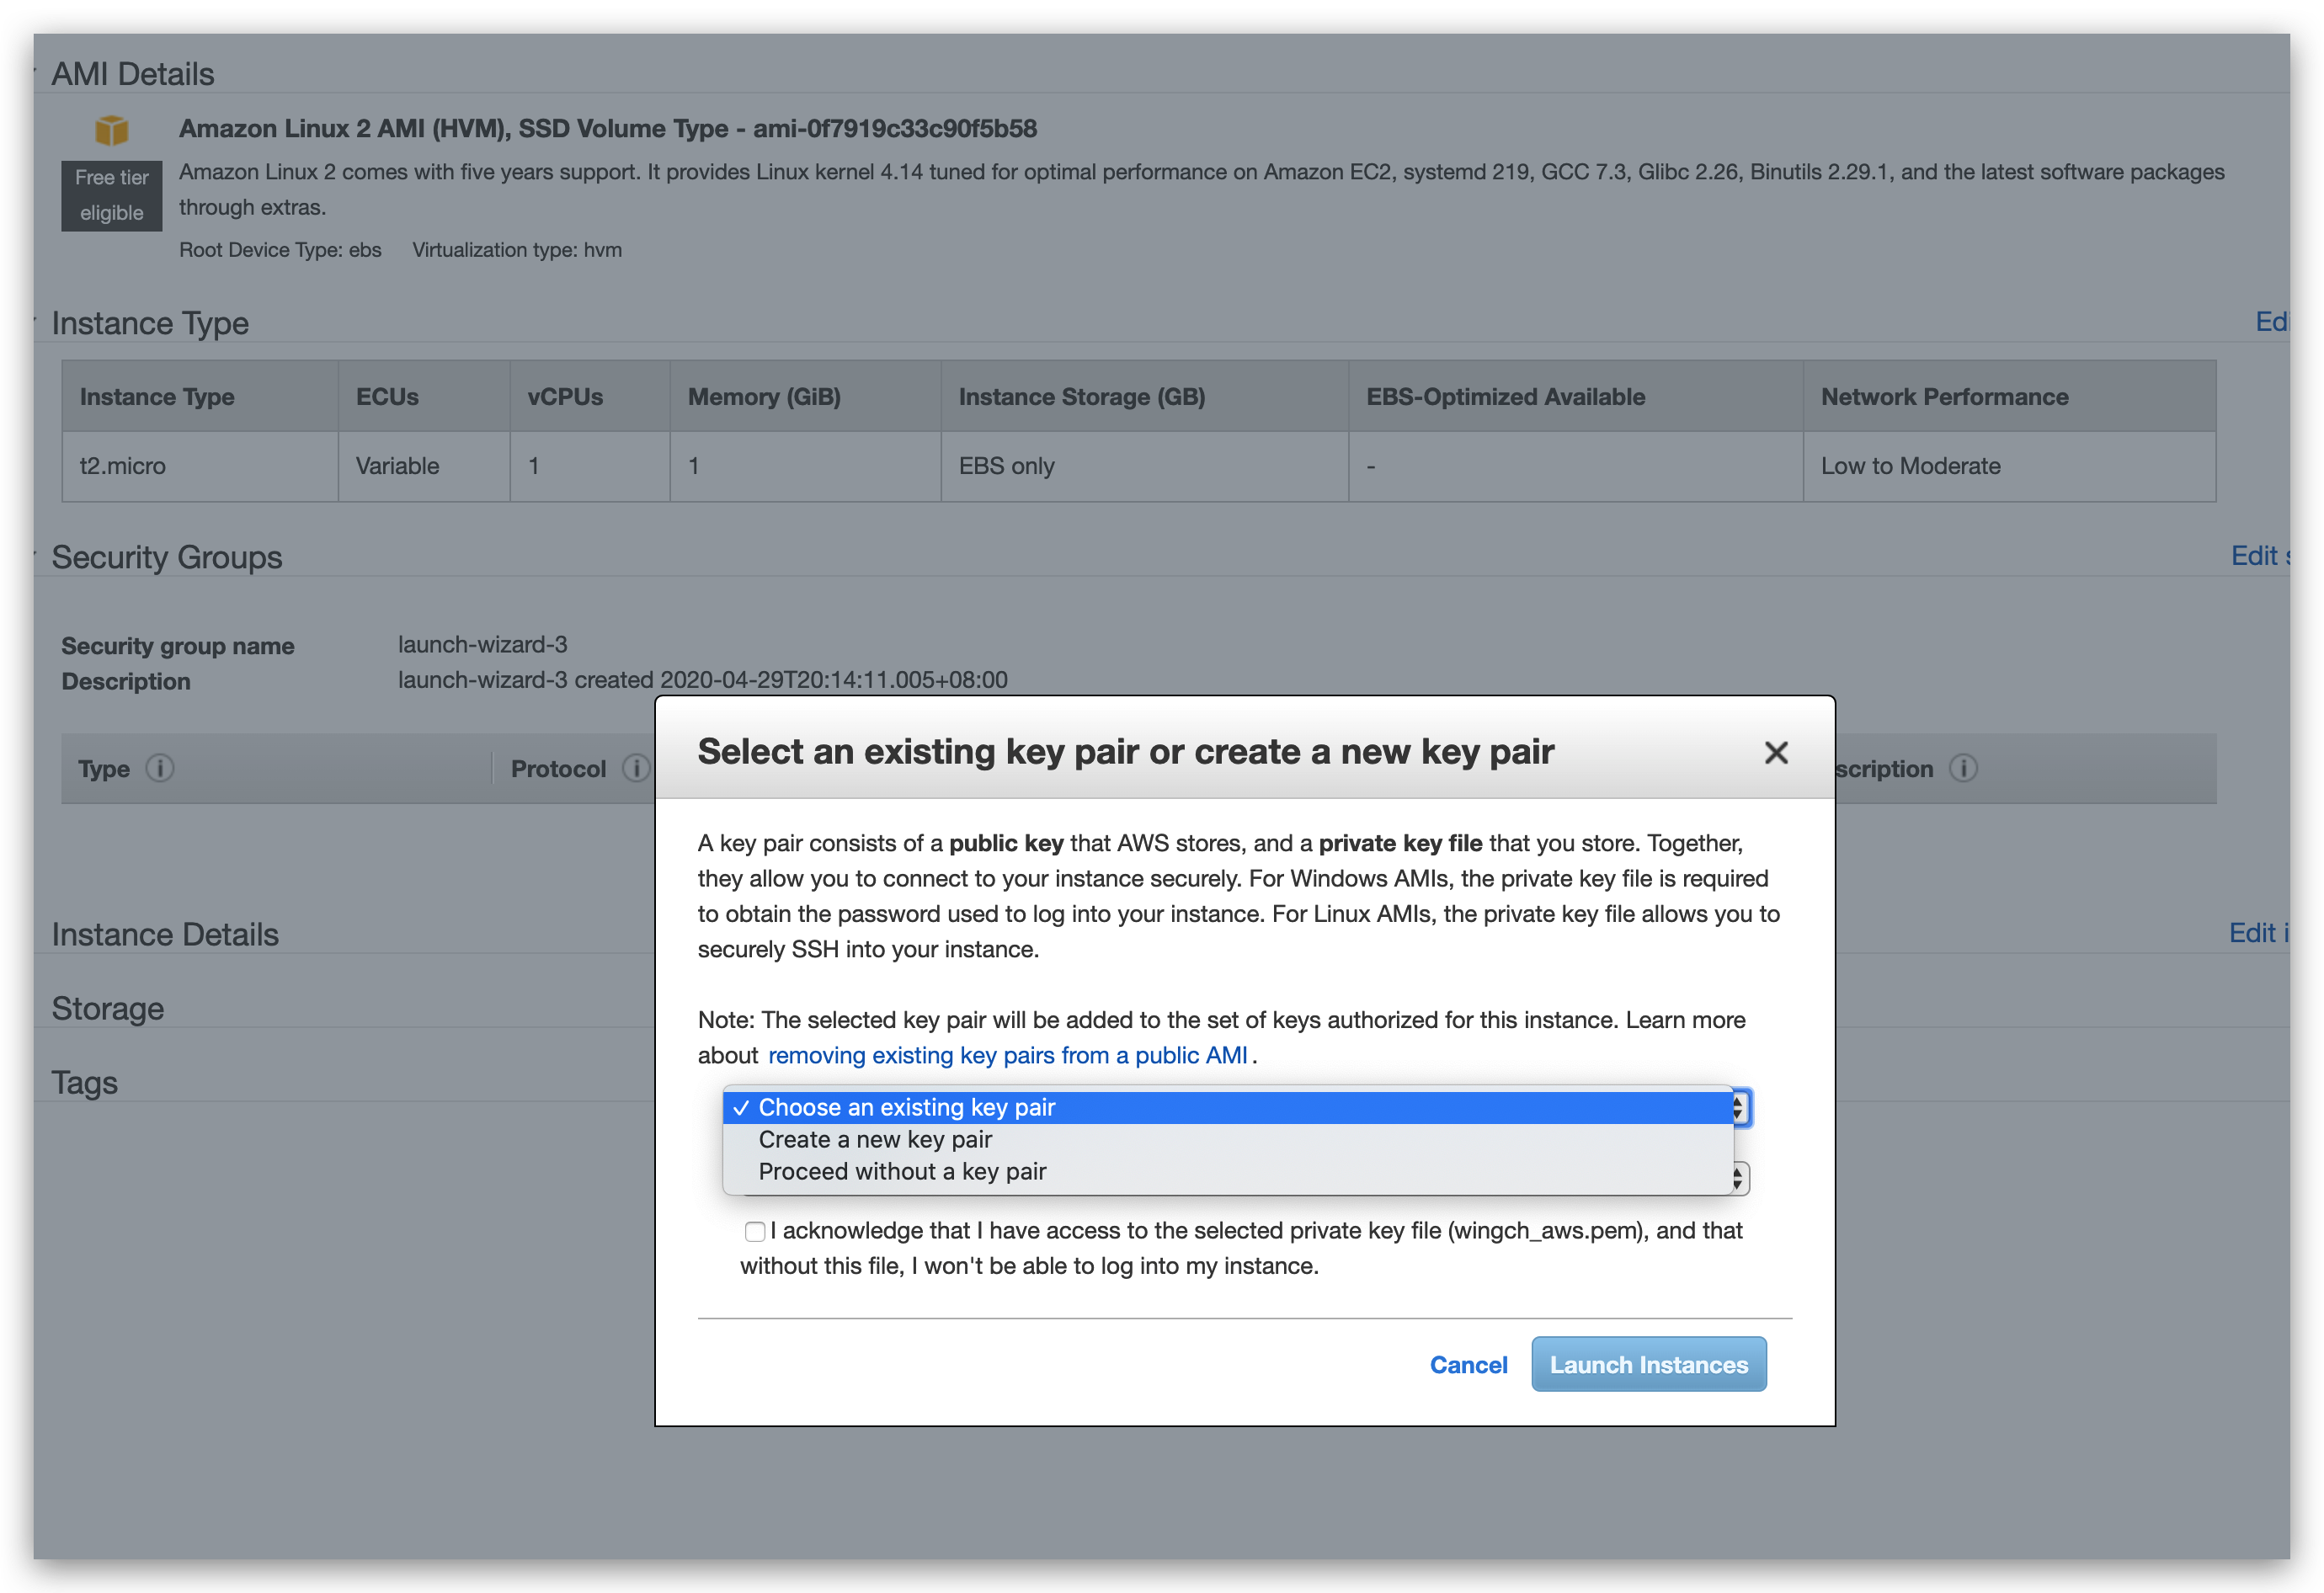 AMI Details
Amazon Linux 2 AMI (HVM), SSD Volume Type - ami-0f7919c33c90f5b58
Free tier
eligible
Amazon Linux 2 comes with five years support. It provides Linux kernel 4.14 tuned for optimal performance on Amazon EC2, systemd 219, GCC 7.3, Glibc 2.26, Binutils 2.29.1, and the latest software packages
through extras.
Root Device Type: ebs Virtualization type: hvm
Instance Type Edi
Instance Type ECUs vCPUs Memory (GiB) Instance Storage (GB) EBS-Optimized Available Network Performance
t2.micro Variable 1 1 EBS only - Low to Moderate
Security Groups Edit s
Security group name launch-wizard-3
Description launch-wizard-3 created 2020-04-29T20:14:11.005+08:00
Type Protocol scription
Instance Details Edit i
Storage
Tags
Select an existing key pair or create a new key pair
A key pair consists of a public key that AWS stores, and a private key file that you store. Together,
they allow you to connect to your instance securely. For Windows AMIs, the private key file is required
to obtain the password used to log into your instance. For Linux AMIs, the private key file allows you to
securely SSH into your instance.
Note: The selected key pair will be added to the set of keys authorized for this instance. Learn more
about removing existing key pairs from a public AMI .
✓ Choose an existing key pair
Create a new key pair
Proceed without a key pair
I acknowledge that I have access to the selected private key file (wingch_aws.pem), and that
without this file, I won't be able to log into my instance.
Cancel Launch Instances